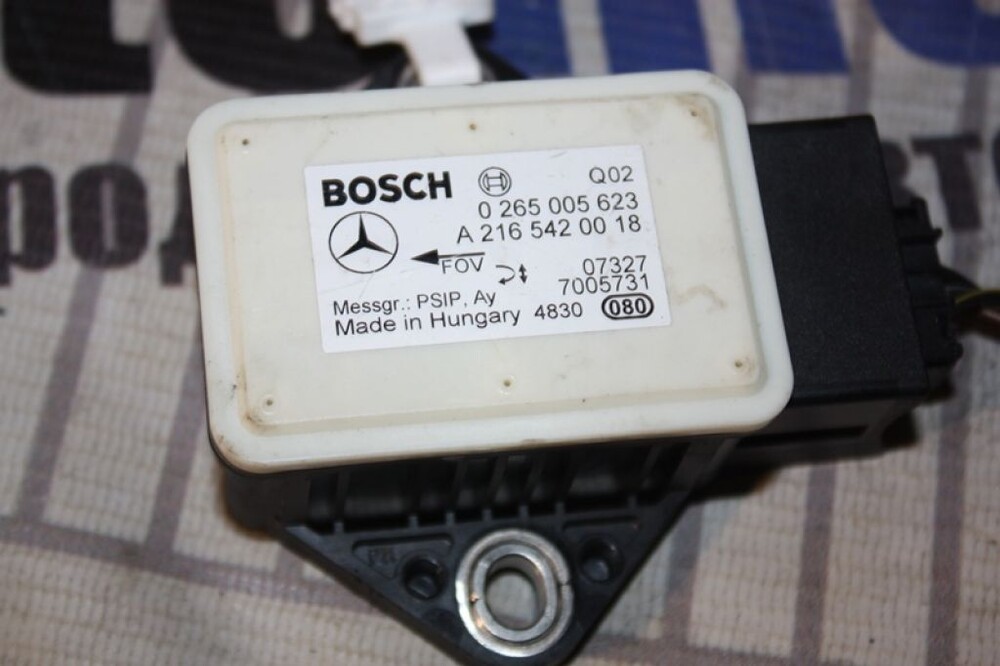 BOSCH Q02
0 265 005 623
A 216 542 00 18
FOV 07327
7005731
Messgr.: PSIP, Ay
Made in Hungary 4830 080